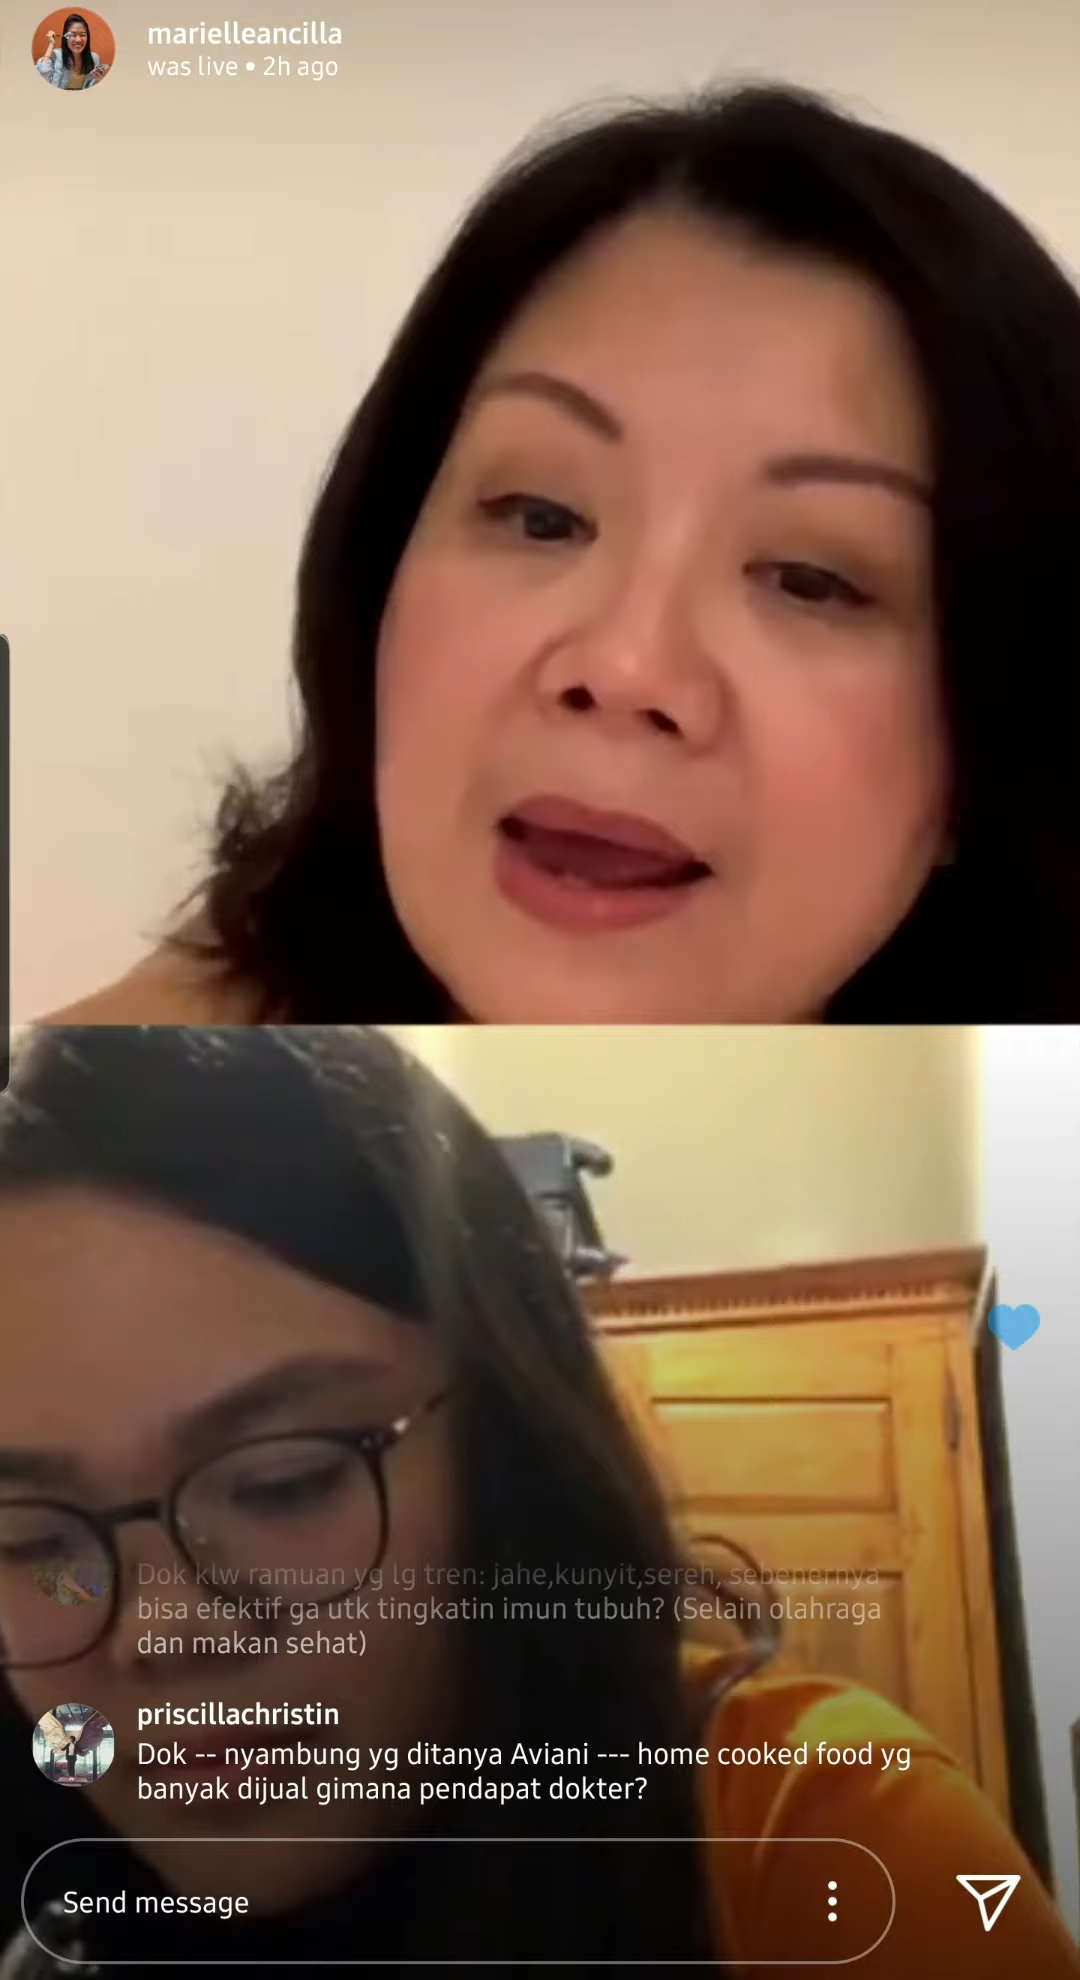 marielleancilla
was live • 2h ago
Dok klw ramuan yg lg tren: jahe,kunyit,sereh, sebenernya
bisa efektif ga utk tingkatin imun tubuh? (Selain olahraga
dan makan sehat)
priscillachristin
Dok -- nyambung yg ditanya Aviani --- home cooked food yg
banyak dijual gimana pendapat dokter?
Send message